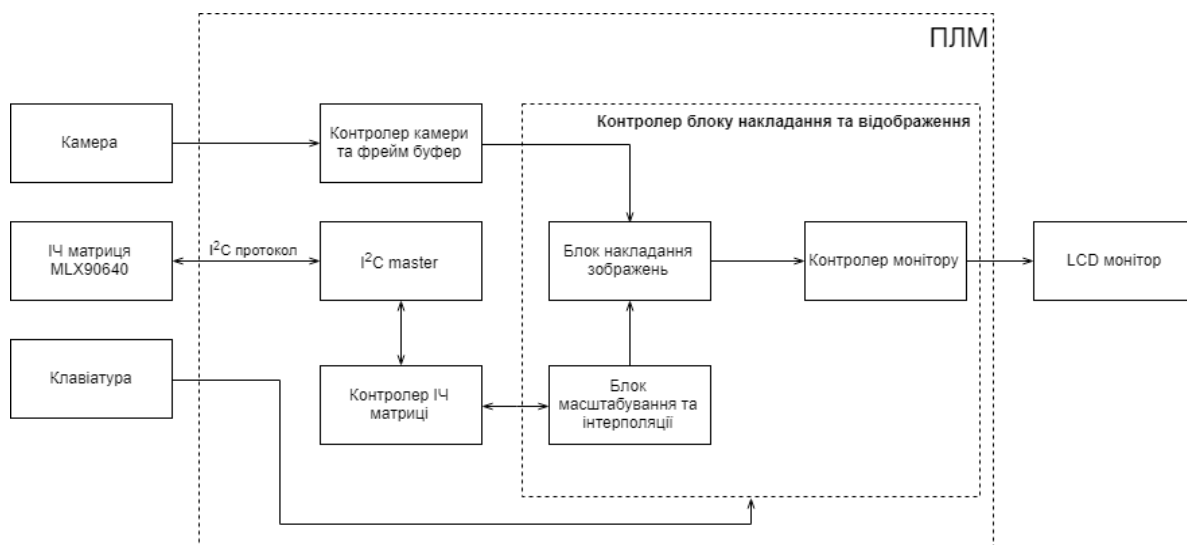 ПЛМ
Контролер блоку накладання та відображення
Камера
Контролер камери
та фрейм буфер
ІЧ матриця
MLX90640
I²C протокол
I²C master
Блок накладання
зображень
Контролер монітору
LCD монітор
Клавіатура
Контролер ІЧ
матриці
Блок
масштабування та
інтерполяції